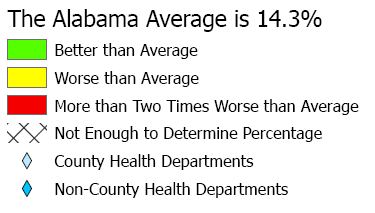 The Alabama Average is 14.3%
Better than Average
Worse than Average
More than Two Times Worse than Average
Not Enough to Determine Percentage
County Health Departments
Non-County Health Departments